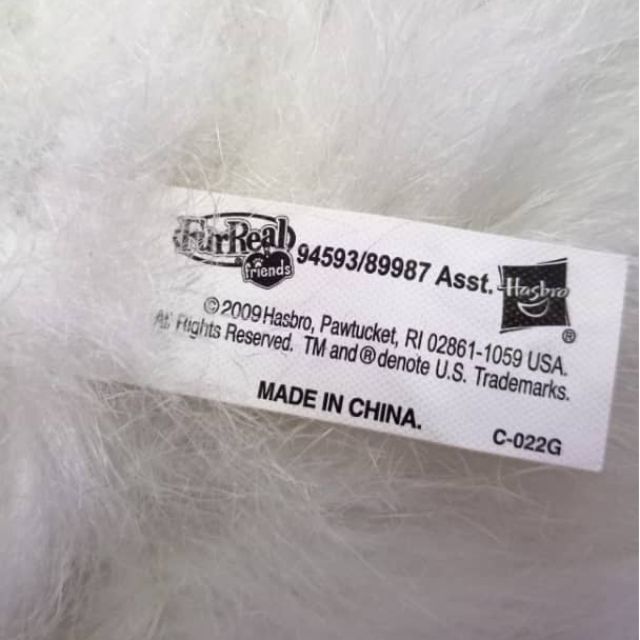 FurReal friends 94593/89987 Asst. Hasbro ®
© 2009 Hasbro, Pawtucket, RI 02861-1059 USA.
All Rights Reserved. TM and ® denote U.S. Trademarks.
MADE IN CHINA.
C-022G